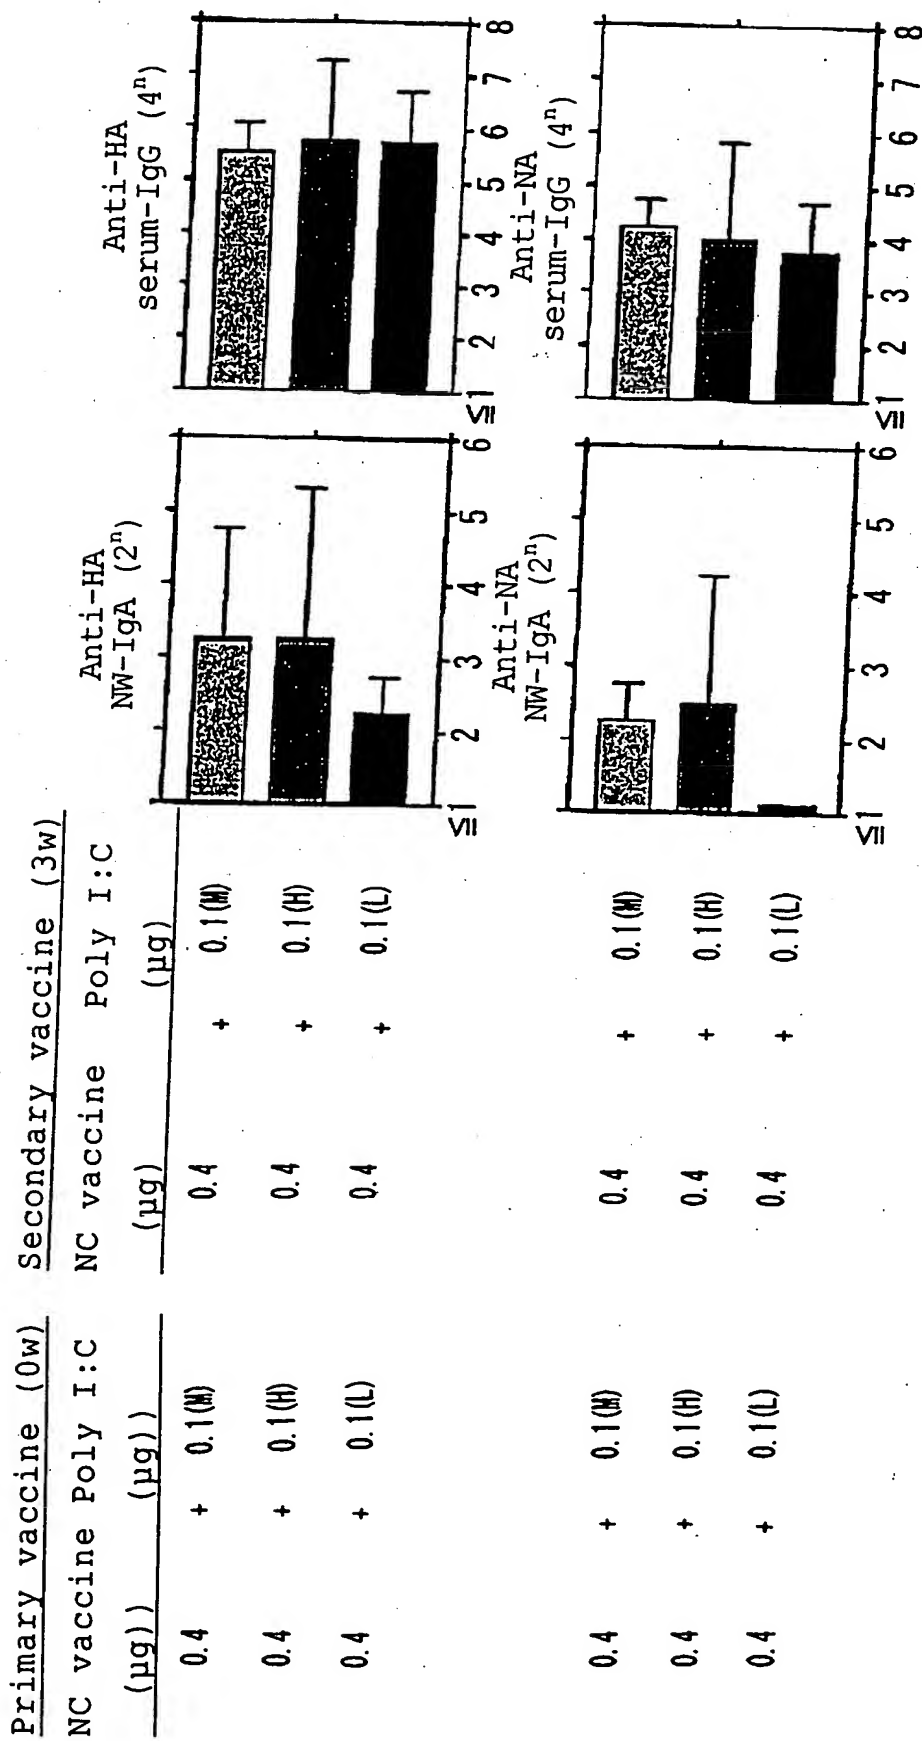 Primary vaccine (0w) Secondary vaccine (3w)
NC vaccine Poly I:C NC vaccine Poly I:C
(µg)) (µg)) (µg) (µg)
Anti-HA
NW-IgA (2ⁿ)
Anti-HA
serum-IgG (4ⁿ)
0.4 + 0.1(M) 0.4 + 0.1(M)
0.4 + 0.1(H) 0.4 + 0.1(H)
0.4 + 0.1(L) 0.4 + 0.1(L)
≤1 2 3 4 5 6
≤1 2 3 4 5 6 7 8
Anti-NA
NW-IgA (2ⁿ)
Anti-NA
serum-IgG (4ⁿ)
0.4 + 0.1(M) 0.4 + 0.1(M)
0.4 + 0.1(H) 0.4 + 0.1(H)
0.4 + 0.1(L) 0.4 + 0.1(L)
≤1 2 3 4 5 6
≤1 2 3 4 5 6 7 8